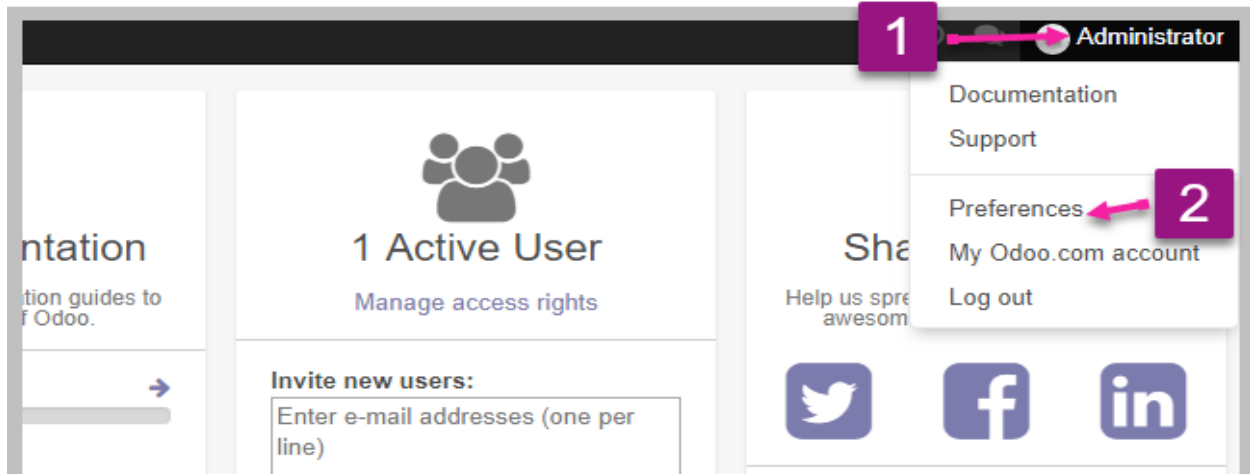 1
Administrator
Documentation
Support
Preferences
2
My Odoo.com account
Log out
ntation
tion guides to
f Odoo.
1 Active User
Manage access rights
Invite new users:
Enter e-mail addresses (one per
line)
Sha
Help us spre
awesom
in